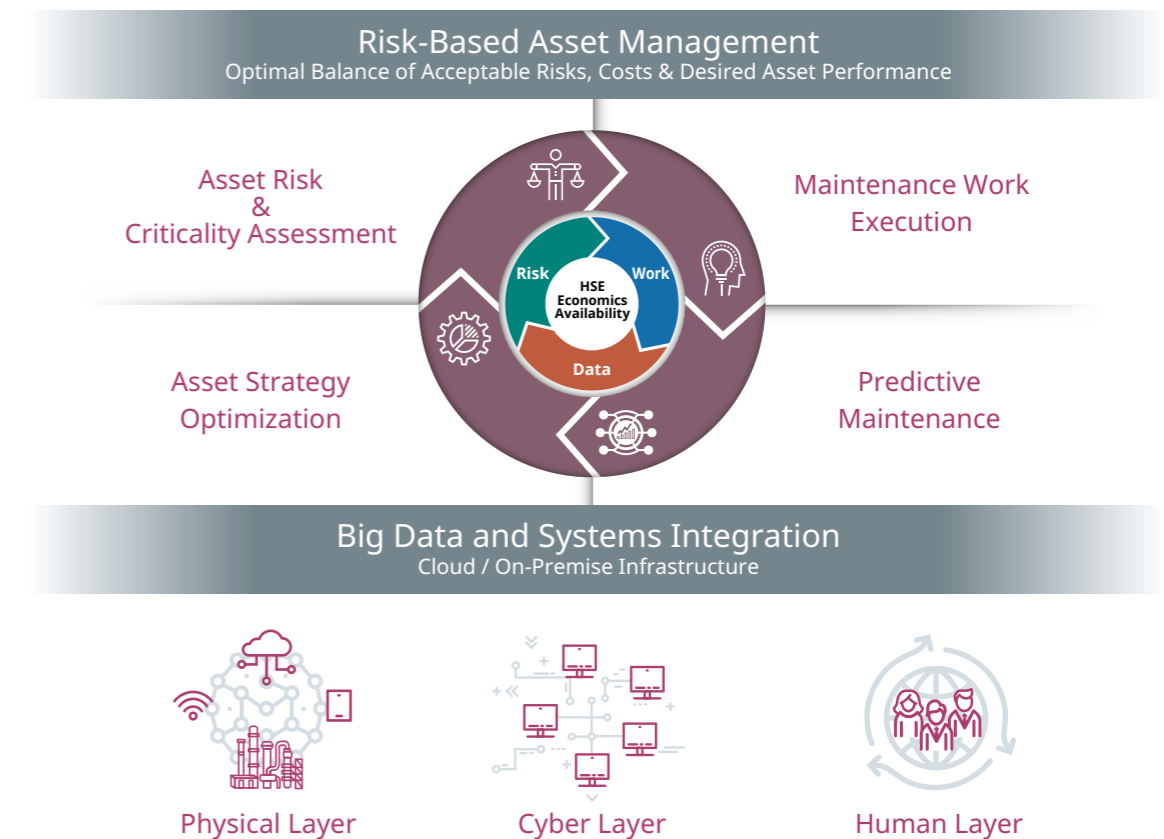 Risk-Based Asset Management
Optimal Balance of Acceptable Risks, Costs & Desired Asset Performance
Asset Risk
&
Criticality Assessment
Maintenance Work
Execution
Risk
Work
HSE
Economics
Availability
Data
Asset Strategy
Optimization
Predictive
Maintenance
Big Data and Systems Integration
Cloud / On-Premise Infrastructure
Physical Layer
Cyber Layer
Human Layer